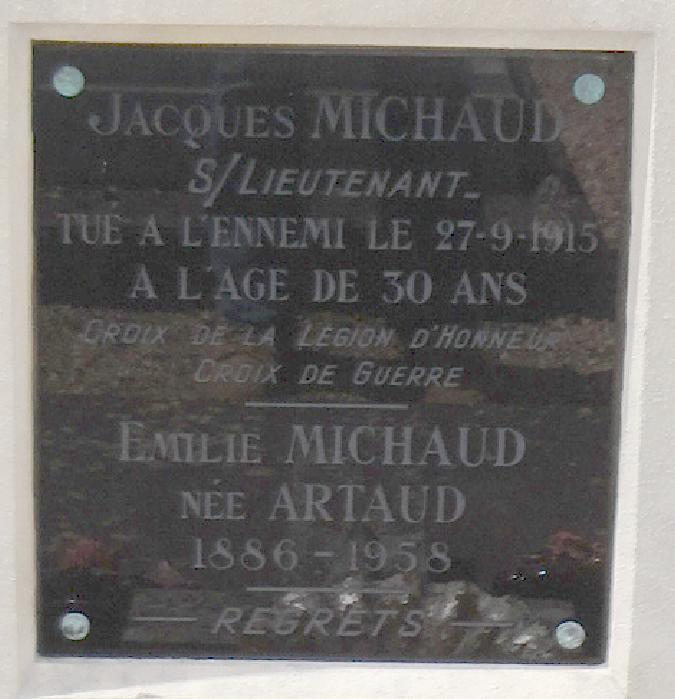 JACQUES MICHAUD
S/LIEUTENANT
TUÉ A L'ENNEMI LE 27-9-1915
A L'AGE DE 30 ANS
CROIX DE LA LEGION D'HONNEUR
CROIX DE GUERRE
EMILIE MICHAUD
NÉE ARTAUD
1886 - 1958
REGRETS